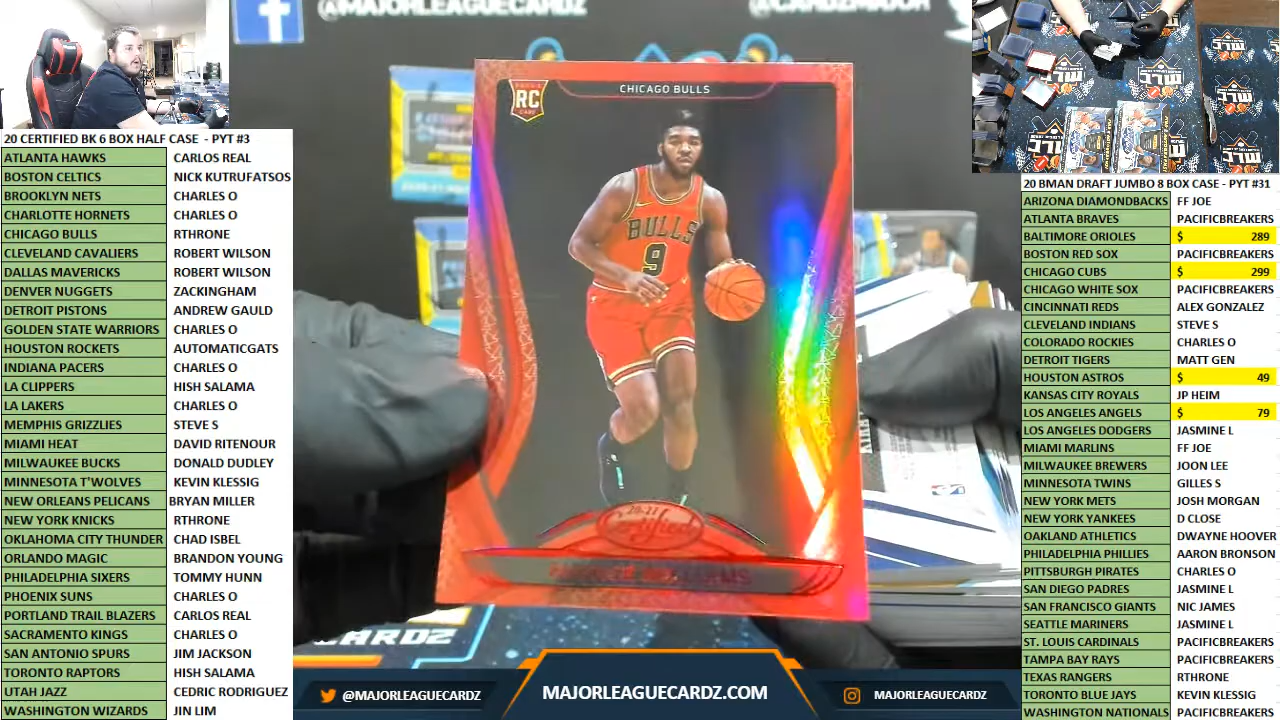 @MAJORLEAGUECARDZ
@CARDZMAJOR
20 CERTIFIED BK 6 BOX HALF CASE - PYT #3
ATLANTA HAWKS CARLOS REAL
BOSTON CELTICS NICK KUTRUFATSOS
BROOKLYN NETS CHARLES O
CHARLOTTE HORNETS CHARLES O
CHICAGO BULLS RTHRONE
CLEVELAND CAVALIERS ROBERT WILSON
DALLAS MAVERICKS ROBERT WILSON
DENVER NUGGETS ZACKINGHAM
DETROIT PISTONS ANDREW GAULD
GOLDEN STATE WARRIORS CHARLES O
HOUSTON ROCKETS AUTOMATICGATS
INDIANA PACERS CHARLES O
LA CLIPPERS HISH SALAMA
LA LAKERS CHARLES O
MEMPHIS GRIZZLIES STEVE S
MIAMI HEAT DAVID RITENOUR
MILWAUKEE BUCKS DONALD DUDLEY
MINNESOTA T'WOLVES KEVIN KLESSIG
NEW ORLEANS PELICANS BRYAN MILLER
NEW YORK KNICKS RTHRONE
OKLAHOMA CITY THUNDER CHAD ISBEL
ORLANDO MAGIC BRANDON YOUNG
PHILADELPHIA SIXERS TOMMY HUNN
PHOENIX SUNS CHARLES O
PORTLAND TRAIL BLAZERS CARLOS REAL
SACRAMENTO KINGS CHARLES O
SAN ANTONIO SPURS JIM JACKSON
TORONTO RAPTORS HISH SALAMA
UTAH JAZZ CEDRIC RODRIGUEZ
WASHINGTON WIZARDS JIN LIM
RC
CHICAGO BULLS
BULLS
9
20-21
Certified
CARDZ
@MAJORLEAGUECARDZ
MAJORLEAGUECARDZ.COM
MAJORLEAGUECARDZ
20 BMAN DRAFT JUMBO 8 BOX CASE - PYT #31
ARIZONA DIAMONDBACKS FF JOE
ATLANTA BRAVES PACIFICBREAKERS
BALTIMORE ORIOLES $ 289
BOSTON RED SOX PACIFICBREAKERS
CHICAGO CUBS $ 299
CHICAGO WHITE SOX PACIFICBREAKERS
CINCINNATI REDS ALEX GONZALEZ
CLEVELAND INDIANS STEVE S
COLORADO ROCKIES CHARLES O
DETROIT TIGERS MATT GEN
HOUSTON ASTROS $ 49
KANSAS CITY ROYALS JP HEIM
LOS ANGELES ANGELS $ 79
LOS ANGELES DODGERS JASMINE L
MIAMI MARLINS FF JOE
MILWAUKEE BREWERS JOON LEE
MINNESOTA TWINS GILLES S
NEW YORK METS JOSH MORGAN
NEW YORK YANKEES D CLOSE
OAKLAND ATHLETICS DWAYNE HOOVER
PHILADELPHIA PHILLIES AARON BRONSON
PITTSBURGH PIRATES CHARLES O
SAN DIEGO PADRES JASMINE L
SAN FRANCISCO GIANTS NIC JAMES
SEATTLE MARINERS JASMINE L
ST. LOUIS CARDINALS PACIFICBREAKERS
TAMPA BAY RAYS PACIFICBREAKERS
TEXAS RANGERS RTHRONE
TORONTO BLUE JAYS KEVIN KLESSIG
WASHINGTON NATIONALS PACIFICBREAKERS